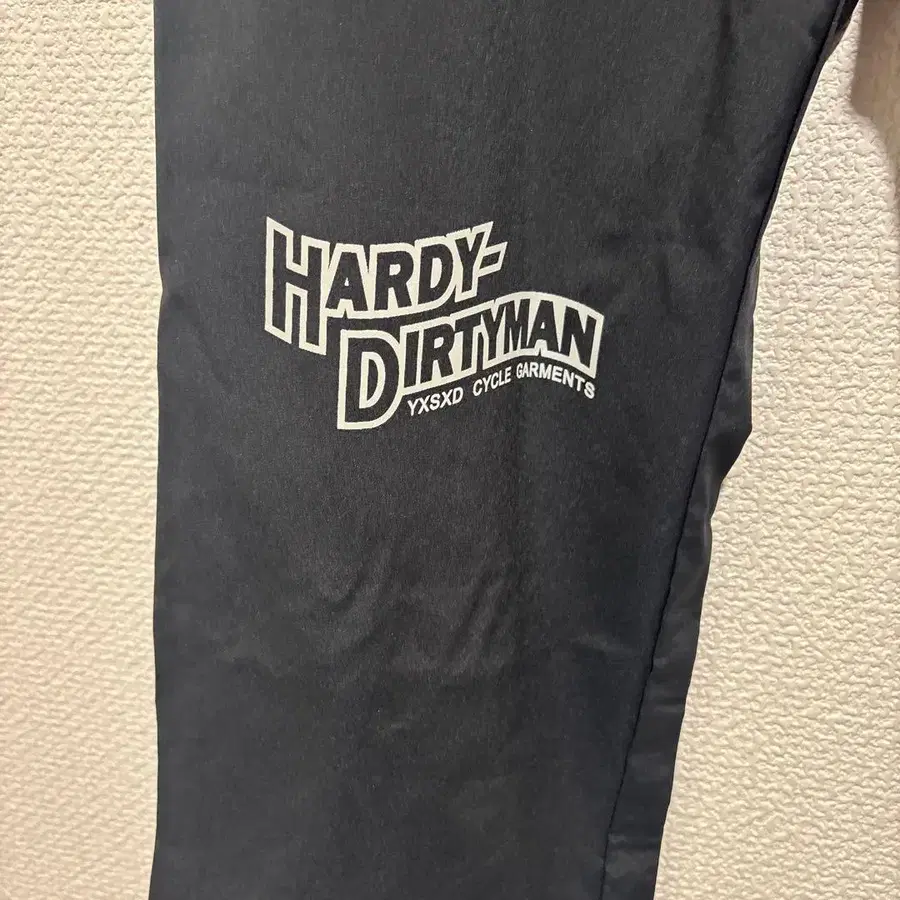 HARDY-
DIRTYMAN
YXSXD CYCLE GARMENTS